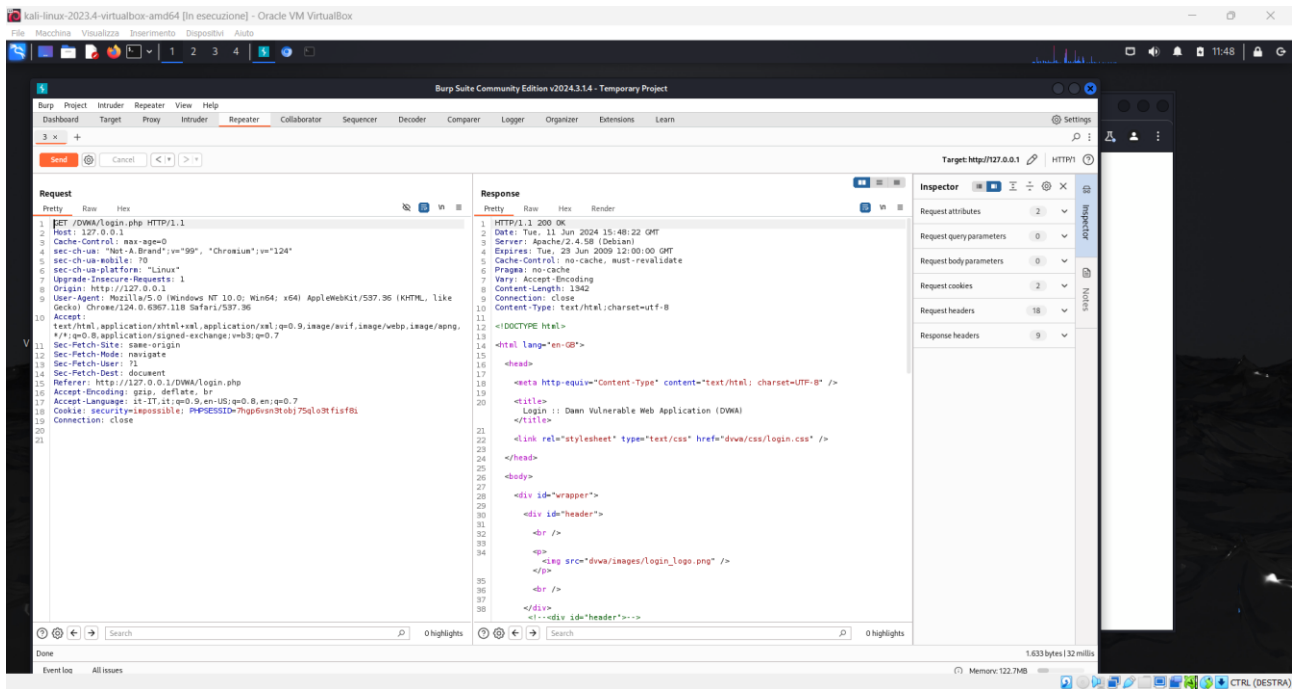 kali-linux-2023.4-virtualbox-amd64 [In esecuzione] - Oracle VM VirtualBox
File Macchina Visualizza Inserimento Dispositivi Aiuto
1 2 3 4 11:48
Burp Suite Community Edition v2024.3.1.4 - Temporary Project
Burp Project Intruder Repeater View Help
Dashboard Target Proxy Intruder Repeater Collaborator Sequencer Decoder Comparer Logger Organizer Extensions Learn Settings
3 × +
Send Cancel < > Target: http://127.0.0.1 HTTP/1
Request
Pretty Raw Hex
1 GET /DVWA/login.php HTTP/1.1
2 Host: 127.0.0.1
3 Cache-Control: max-age=0
4 sec-ch-ua: "Not-A.Brand";v="99", "Chromium";v="124"
5 sec-ch-ua-mobile: ?0
6 sec-ch-ua-platform: "Linux"
7 Upgrade-Insecure-Requests: 1
8 Origin: http://127.0.0.1
9 User-Agent: Mozilla/5.0 (Windows NT 10.0; Win64; x64) AppleWebKit/537.36 (KHTML, like
Gecko) Chrome/124.0.6367.118 Safari/537.36
10 Accept:
text/html,application/xhtml+xml,application/xml;q=0.9,image/avif,image/webp,image/apng,
*/*;q=0.8,application/signed-exchange;v=b3;q=0.7
11 Sec-Fetch-Site: same-origin
12 Sec-Fetch-Mode: navigate
13 Sec-Fetch-User: ?1
14 Sec-Fetch-Dest: document
15 Referer: http://127.0.0.1/DVWA/login.php
16 Accept-Encoding: gzip, deflate, br
17 Accept-Language: it-IT,it;q=0.9,en-US;q=0.8,en;q=0.7
18 Cookie: security=impossible; PHPSESSID=7hgp6vsn3tobj75qlo3tfisf8i
19 Connection: close
20
21
Search 0 highlights
Response
Pretty Raw Hex Render
1 HTTP/1.1 200 OK
2 Date: Tue, 11 Jun 2024 15:48:22 GMT
3 Server: Apache/2.4.58 (Debian)
4 Expires: Tue, 23 Jun 2009 12:00:00 GMT
5 Cache-Control: no-cache, must-revalidate
6 Pragma: no-cache
7 Vary: Accept-Encoding
8 Content-Length: 1342
9 Connection: close
10 Content-Type: text/html;charset=utf-8
11
12 <!DOCTYPE html>
13
14 <html lang="en-GB">
15
16 <head>
17
18 <meta http-equiv="Content-Type" content="text/html; charset=UTF-8" />
19
20 <title>
Login :: Damn Vulnerable Web Application (DVWA)
</title>
21
22 <link rel="stylesheet" type="text/css" href="dvwa/css/login.css" />
23
24 </head>
25
26 <body>
27
28 <div id="wrapper">
29
30 <div id="header">
31
32 <br />
33
34 <p>
<img src="dvwa/images/login_logo.png" />
</p>
35
36 <br />
37
38 </div>
<!--<div id="header">-->
Search 0 highlights
Inspector
Request attributes 2
Request query parameters 0
Request body parameters 0
Request cookies 2
Request headers 18
Response headers 9
Inspector
Notes
Done 1.633 bytes | 32 millis
Event log All issues Memory: 122.7MB
CTRL (DESTRA)